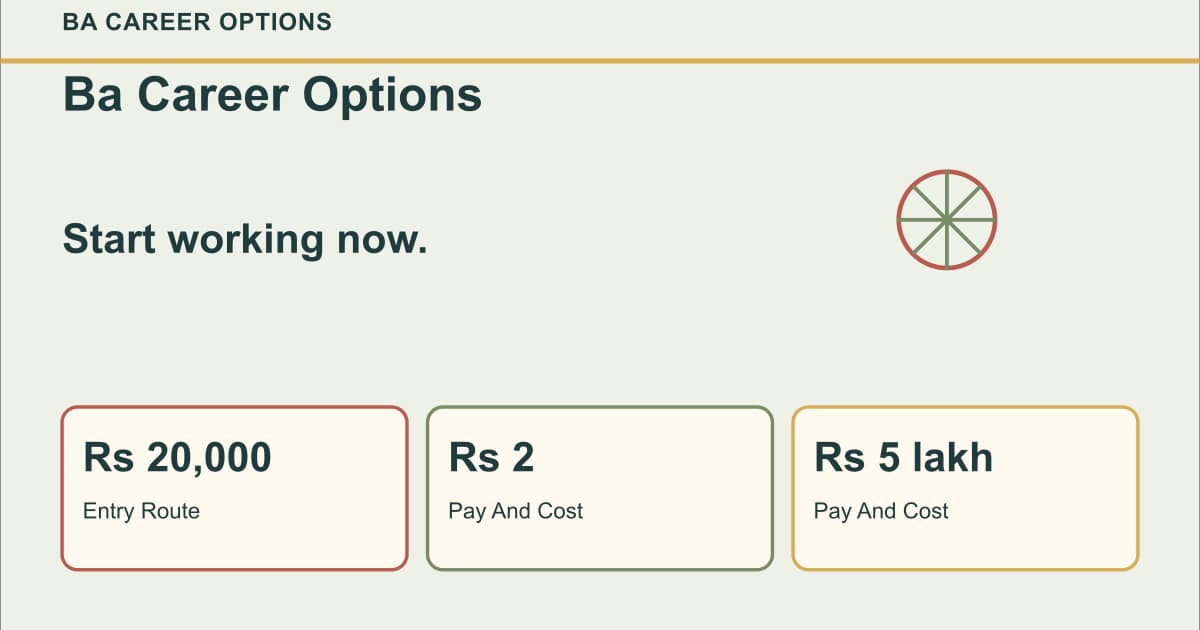 BA CAREER OPTIONS
Ba Career Options
Start working now.
Rs 20,000
Entry Route
Rs 2
Pay And Cost
Rs 5 lakh
Pay And Cost